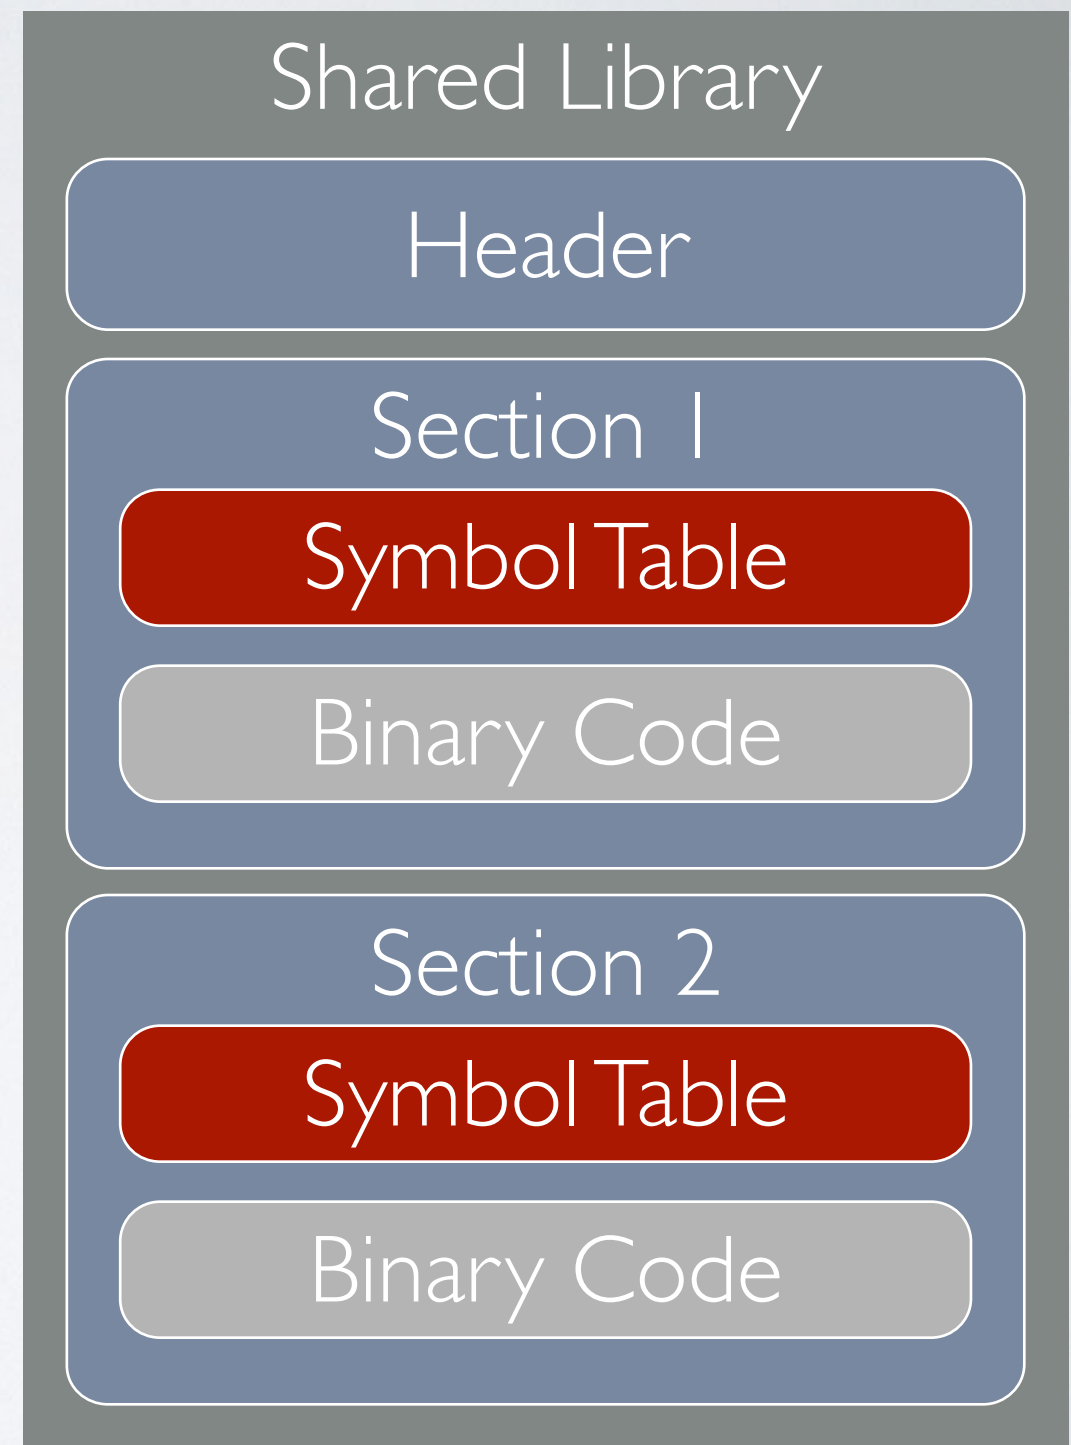 Shared Library
Header
Section 1
Symbol Table
Binary Code
Section 2
Symbol Table
Binary Code